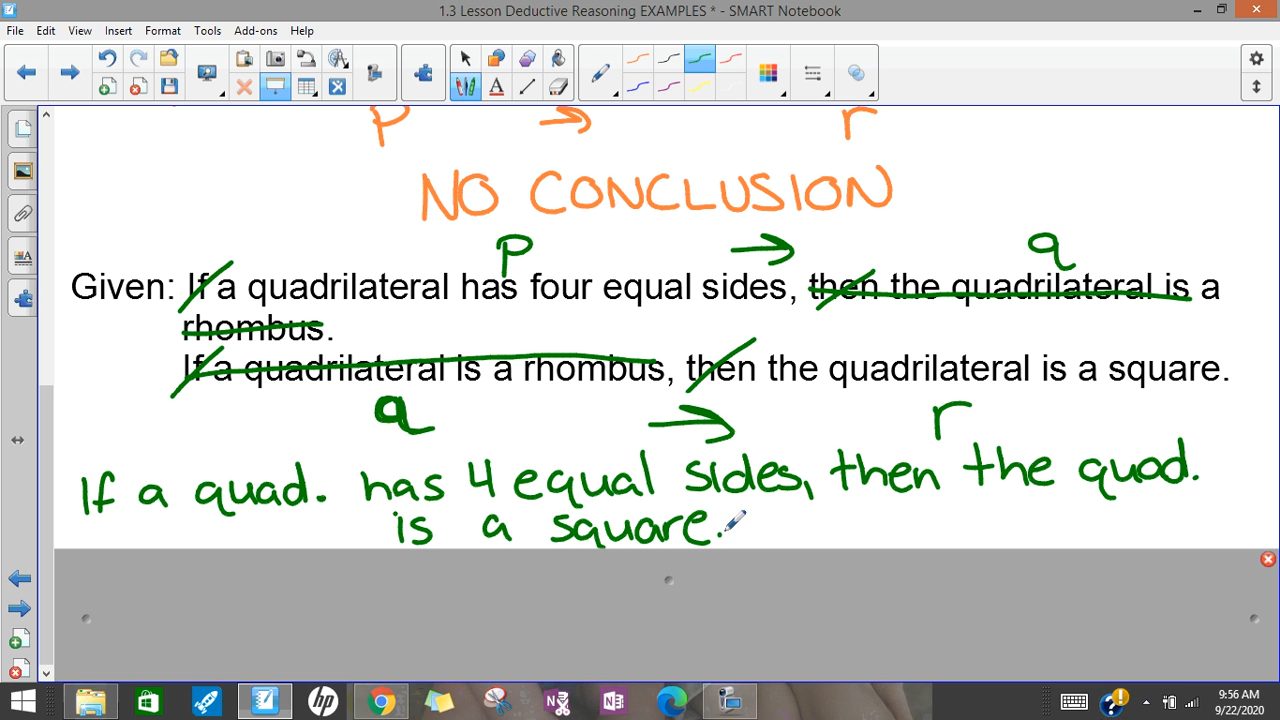 1.3 Lesson Deductive Reasoning EXAMPLES * - SMART Notebook
File Edit View Insert Format Tools Add-ons Help
p → r
NO CONCLUSION
p → q
Given: If a quadrilateral has four equal sides, then the quadrilateral is a
rhombus.
If a quadrilateral is a rhombus, then the quadrilateral is a square.
q → r
If a quad. has 4 equal sides, then the quad.
is a square.
hp
9:56 AM
9/22/2020